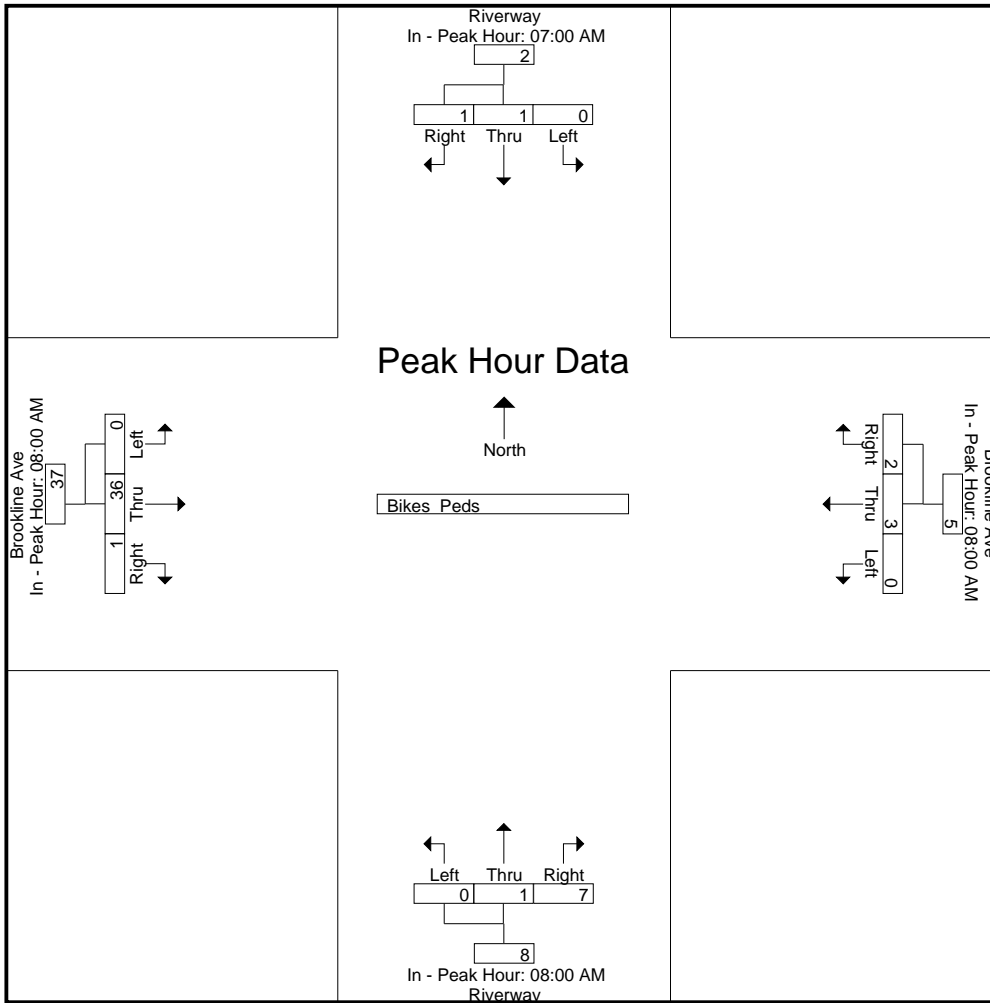 Riverway
In - Peak Hour: 07:00 AM
2
1 1 0
Right Thru Left
Peak Hour Data
North
Bikes Peds
Brookline Ave
In - Peak Hour: 08:00 AM
37
0 36 1
Left Thru Right
Brookline Ave
In - Peak Hour: 08:00 AM
5
2 3 0
Right Thru Left
Left Thru Right
0 1 7
8
In - Peak Hour: 08:00 AM
Riverway